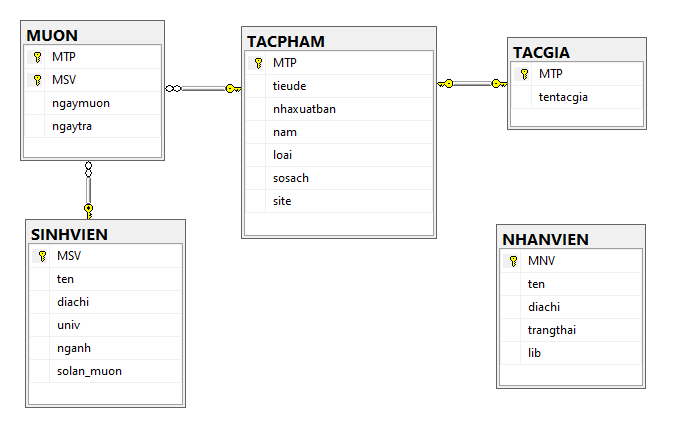 MUON
MTP
MSV
ngaymuon
ngaytra
TACPHAM
MTP
tieude
nhaxuatban
nam
loai
sosach
site
TACGIA
MTP
tentacgia
SINHVIEN
MSV
ten
diachi
univ
nganh
solan_muon
NHANVIEN
MNV
ten
diachi
trangthai
lib